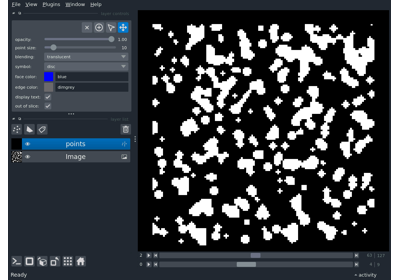 File View Plugins Window Help
opacity: 1.00
point size: 10
blending: translucent
symbol: disc
face color: blue
edge color: dimgrey
display text:
out of slice:
points
Image
Ready
activity